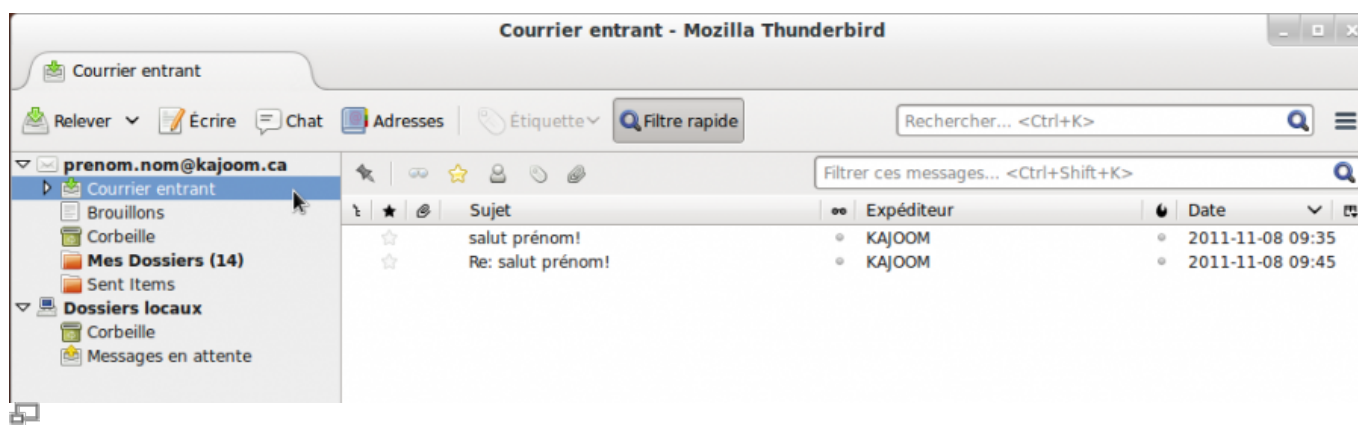 Courrier entrant - Mozilla Thunderbird
Courrier entrant
Relever Écrire Chat Adresses Étiquette Filtre rapide Rechercher... <Ctrl+K>
prenom.nom@kajoom.ca
Courrier entrant
Brouillons
Corbeille
Mes Dossiers (14)
Sent Items
Dossiers locaux
Corbeille
Messages en attente
Filtrer ces messages... <Ctrl+Shift+K>
Sujet Expéditeur Date
salut prénom! KAJOOM 2011-11-08 09:35
Re: salut prénom! KAJOOM 2011-11-08 09:45